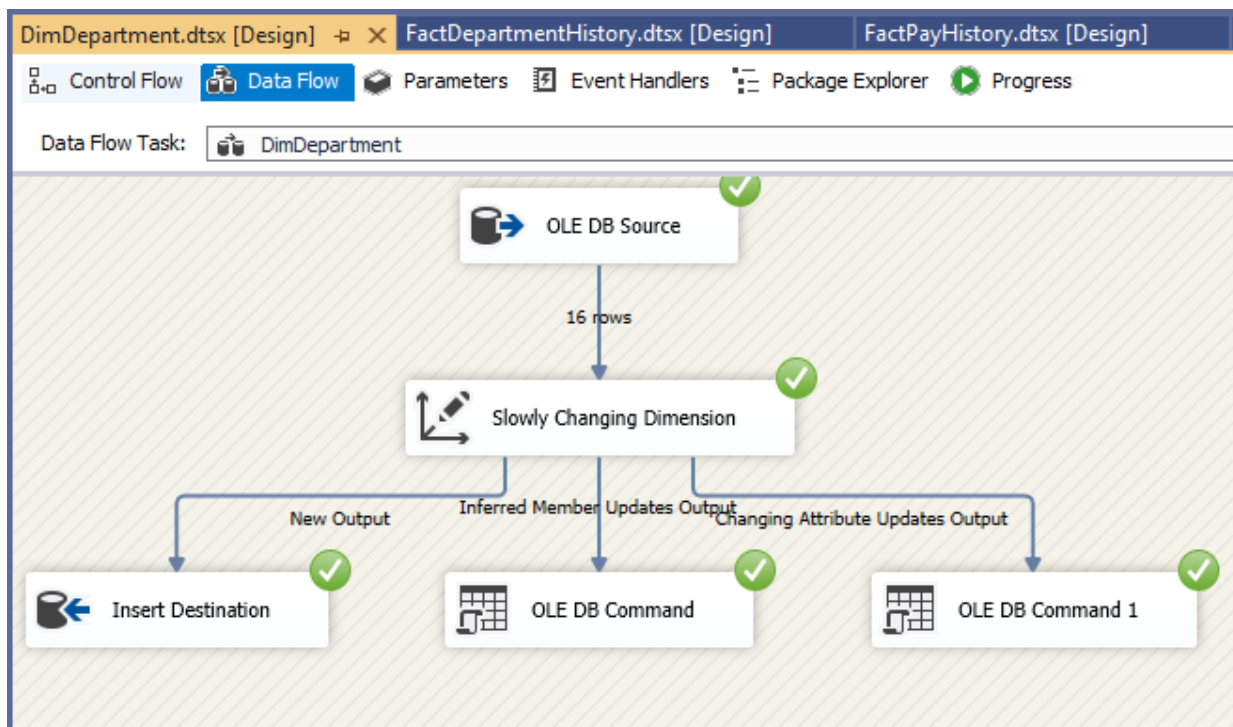 DimDepartment.dtsx [Design] FactDepartmentHistory.dtsx [Design] FactPayHistory.dtsx [Design]
Control Flow Data Flow Parameters Event Handlers Package Explorer Progress
Data Flow Task: DimDepartment
OLE DB Source
16 rows
Slowly Changing Dimension
New Output Inferred Member Updates Output Changing Attribute Updates Output
Insert Destination OLE DB Command OLE DB Command 1